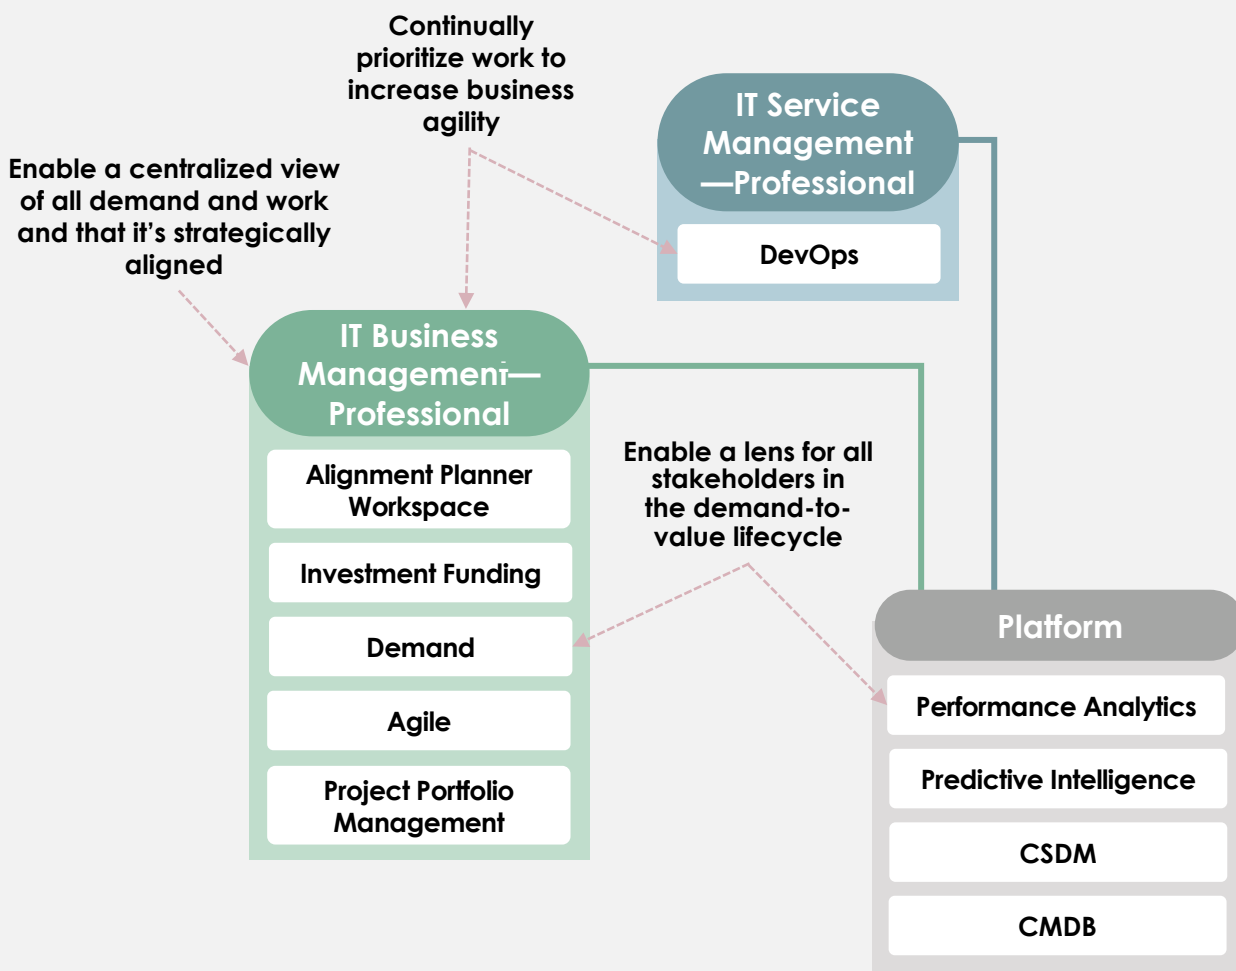 Continually
prioritize work to
increase business
agility
IT Service
Management
—Professional
DevOps
Enable a centralized view
of all demand and work
and that it’s strategically
aligned
IT Business
Management—
Professional
Alignment Planner
Workspace
Investment Funding
Demand
Agile
Project Portfolio
Management
Enable a lens for all
stakeholders in
the demand-to-
value lifecycle
Platform
Performance Analytics
Predictive Intelligence
CSDM
CMDB